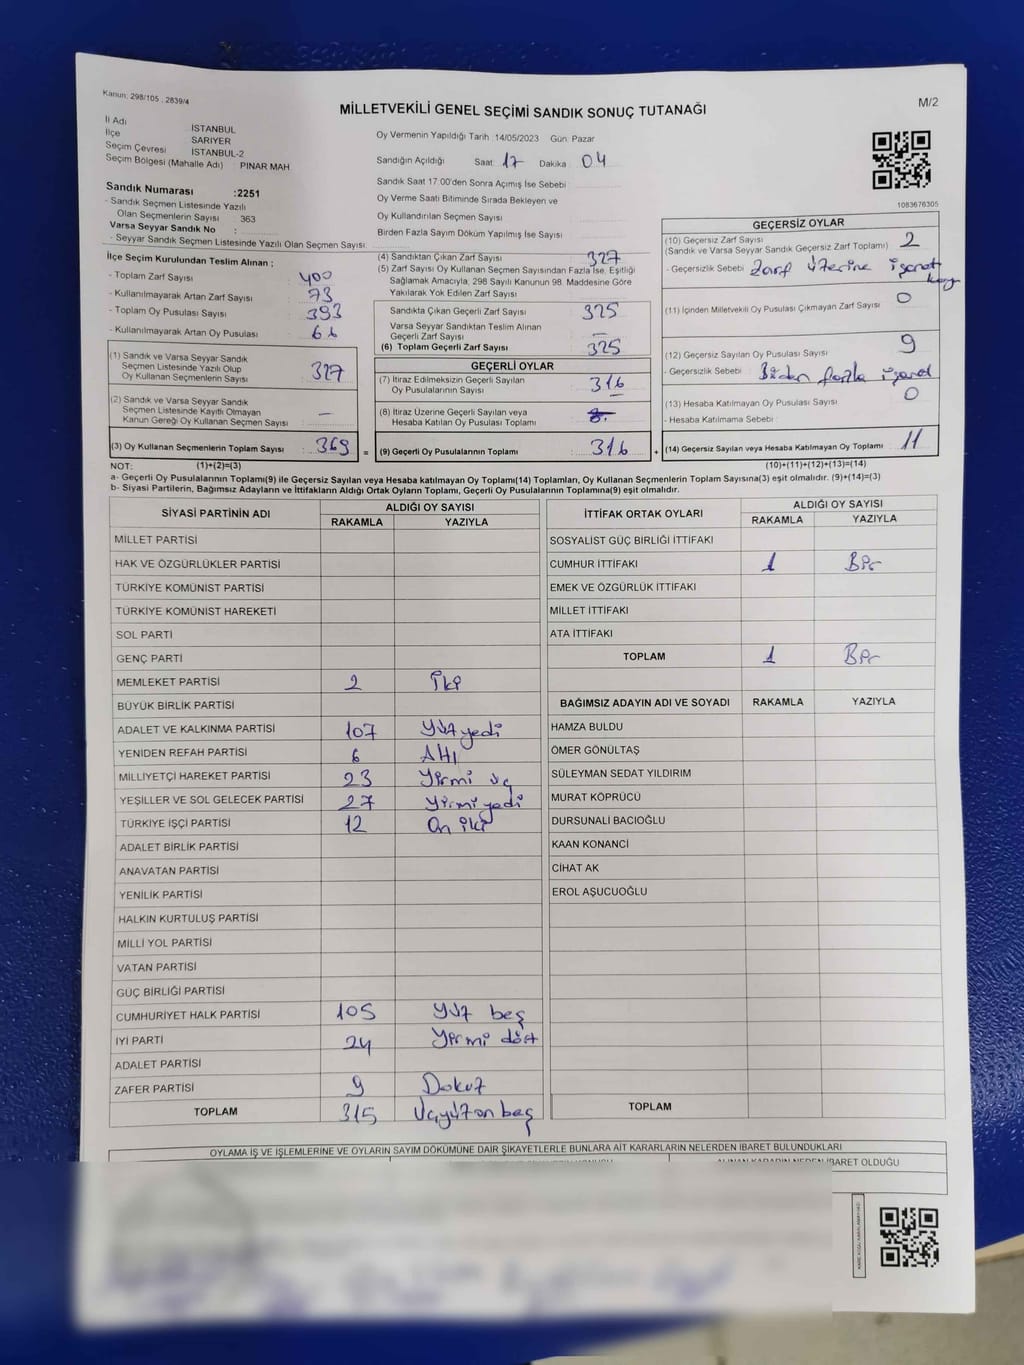 Kanun: 298/105 . 2839/4
MİLLETVEKİLİ GENEL SEÇİMİ SANDIK SONUÇ TUTANAĞI
M/2
İl Adı İSTANBUL
İlçe SARIYER
Seçim Çevresi İSTANBUL-2
Seçim Bölgesi (Mahalle Adı) : PINAR MAH
Oy Vermenin Yapıldığı Tarih :14/05/2023 Gün: Pazar
Sandığın Açıldığı Saat: 17 Dakika : 04
Sandık Saat 17:00'den Sonra Açımış İse Sebebi :
Oy Verme Saati Bitiminde Sırada Bekleyen ve
Oy Kullandırılan Seçmen Sayısı :
Birden Fazla Sayım Döküm Yapılmış İse Sayısı :
1083676305
Sandık Numarası :2251
- Sandık Seçmen Listesinde Yazılı
Olan Seçmenlerin Sayısı : 363
Varsa Seyyar Sandık No :
- Seyyar Sandık Seçmen Listesinde Yazılı Olan Seçmen Sayısı:
İlçe Seçim Kurulundan Teslim Alınan ;
- Toplam Zarf Sayısı : 400
- Kullanılmayarak Artan Zarf Sayısı : 73
- Toplam Oy Pusulası Sayısı : 393
- Kullanılmayarak Artan Oy Pusulası : 66
(1) Sandık ve Varsa Seyyar Sandık
Seçmen Listesinde Yazılı Olup
Oy Kullanan Seçmenlerin Sayısı : 327
(2) Sandık ve Varsa Seyyar Sandık
Seçmen Listesinde Kayıtlı Olmayan
Kanun Gereği Oy Kullanan Seçmen Sayısı : –
(3) Oy Kullanan Seçmenlerin Toplam Sayısı : 369 =
(4) Sandıktan Çıkan Zarf Sayısı : 327
(5) Zarf Sayısı Oy Kullanan Seçmen Sayısından Fazla İse, Eşitliği
Sağlamak Amacıyla, 298 Sayılı Kanunun 98. Maddesine Göre
Yakılarak Yok Edilen Zarf Sayısı :
Sandıkta Çıkan Geçerli Zarf Sayısı : 325
Varsa Seyyar Sandıktan Teslim Alınan
Geçerli Zarf Sayısı : –
(6) Toplam Geçerli Zarf Sayısı : 325
GEÇERLİ OYLAR
(7) İtiraz Edilmeksizin Geçerli Sayılan
Oy Pusulalarının Sayısı : 316
(8) İtiraz Üzerine Geçerli Sayılan veya
Hesaba Katılan Oy Pusulası Toplamı :
(9) Geçerli Oy Pusulalarının Toplamı : 316 +
GEÇERSİZ OYLAR
(10) Geçersiz Zarf Sayısı : 2
(Sandık ve Varsa Seyyar Sandık Geçersiz Zarf Toplamı)
- Geçersizlik Sebebi : Zarf üzerine işaret
(11) İçinden Milletvekili Oy Pusulası Çıkmayan Zarf Sayısı : 0
(12) Geçersiz Sayılan Oy Pusulası Sayısı : 9
- Geçersizlik Sebebi : Birden fazla işaret
(13) Hesaba Katılmayan Oy Pusulası Sayısı : 0
- Hesaba Katılmama Sebebi :
(14) Geçersiz Sayılan veya Hesaba Katılmayan Oy Toplamı : 11
NOT: (1)+(2)=(3) (10)+(11)+(12)+(13)=(14)
a- Geçerli Oy Pusulalarının Toplamı(9) ile Geçersiz Sayılan veya Hesaba Katılmayan Oy Toplamı(14) Toplamları, Oy Kullanan Seçmenlerin Toplam Sayısına(3) eşit olmalıdır. (9)+(14)=(3)
b- Siyasi Partilerin, Bağımsız Adayların ve İttifakların Aldığı Ortak Oyların Toplamı, Geçerli Oy Pusulalarının Toplamına(9) eşit olmalıdır.
SİYASİ PARTİNİN ADI ALDIĞI OY SAYISI
RAKAMLA YAZIYLA
MİLLET PARTİSİ
HAK VE ÖZGÜRLÜKLER PARTİSİ
TÜRKİYE KOMÜNİST PARTİSİ
TÜRKİYE KOMÜNİST HAREKETİ
SOL PARTİ
GENÇ PARTİ
MEMLEKET PARTİSİ 2 İki
BÜYÜK BİRLİK PARTİSİ
ADALET VE KALKINMA PARTİSİ 107 Yüz yedi
YENİDEN REFAH PARTİSİ 6 Altı
MİLLİYETÇİ HAREKET PARTİSİ 23 Yirmi üç
YEŞİLLER VE SOL GELECEK PARTİSİ 27 Yirmi yedi
TÜRKİYE İŞÇİ PARTİSİ 12 On iki
ADALET BİRLİK PARTİSİ
ANAVATAN PARTİSİ
YENİLİK PARTİSİ
HALKIN KURTULUŞ PARTİSİ
MİLLİ YOL PARTİSİ
VATAN PARTİSİ
GÜÇ BİRLİĞİ PARTİSİ
CUMHURİYET HALK PARTİSİ 105 Yüz beş
İYİ PARTİ 24 Yirmi dört
ADALET PARTİSİ
ZAFER PARTİSİ 9 Dokuz
TOPLAM 315 Üçyüz on beş
İTTİFAK ORTAK OYLARI ALDIĞI OY SAYISI
RAKAMLA YAZIYLA
SOSYALİST GÜÇ BİRLİĞİ İTTİFAKI
CUMHUR İTTİFAKI 1 Bir
EMEK VE ÖZGÜRLÜK İTTİFAKI
MİLLET İTTİFAKI
ATA İTTİFAKI
TOPLAM 1 Bir
BAĞIMSIZ ADAYIN ADI VE SOYADI RAKAMLA YAZIYLA
HAMZA BULDU
ÖMER GÖNÜLTAŞ
SÜLEYMAN SEDAT YILDIRIM
MURAT KÖPRÜCÜ
DURSUNALİ BACIOĞLU
KAAN KONANCİ
CİHAT AK
EROL AŞUCUOĞLU
TOPLAM
OYLAMA İŞ VE İŞLEMLERİNE VE OYLARIN SAYIM DÖKÜMÜNE DAİR ŞİKAYETLERLE BUNLARA AİT KARARLARIN NELERDEN İBARET BULUNDUKLARI
ALINAN KARARIN NEDEN İBARET OLDUĞU